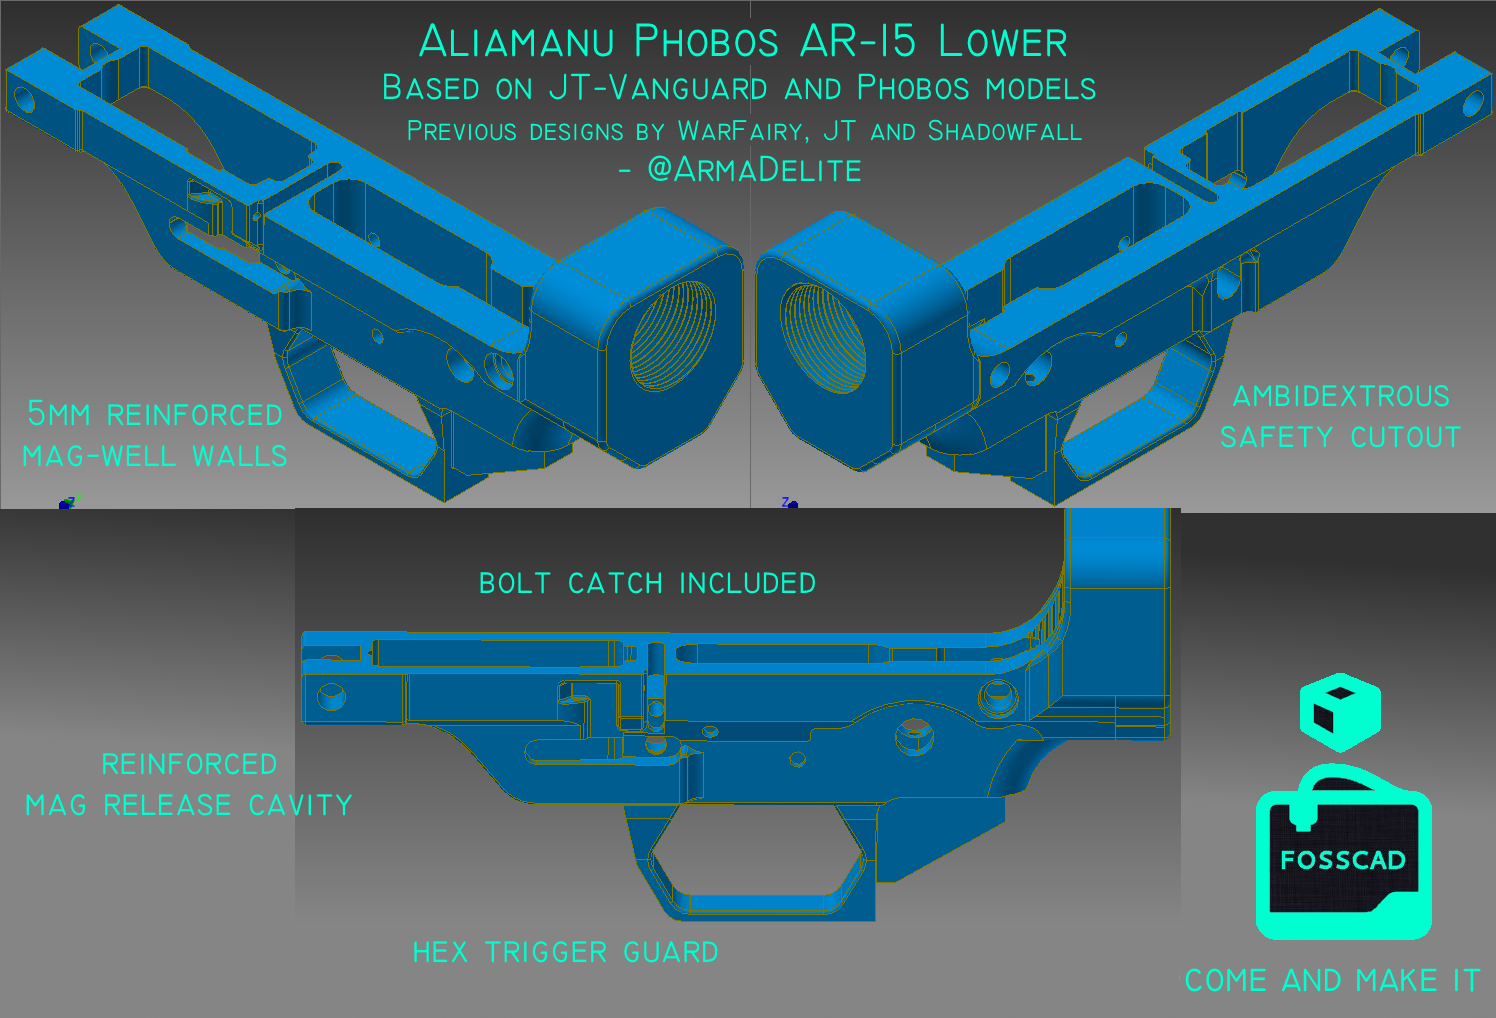 ALIAMANU PHOBOS AR-15 LOWER
BASED ON JT-VANGUARD AND PHOBOS MODELS
PREVIOUS DESIGNS BY WARFAIRY, JT AND SHADOWFALL
- @ARMADELITE
5MM REINFORCED
MAG-WELL WALLS
AMBIDEXTROUS
SAFETY CUTOUT
Z
Z
BOLT CATCH INCLUDED
REINFORCED
MAG RELEASE CAVITY
FOSSCAD
HEX TRIGGER GUARD
COME AND MAKE IT